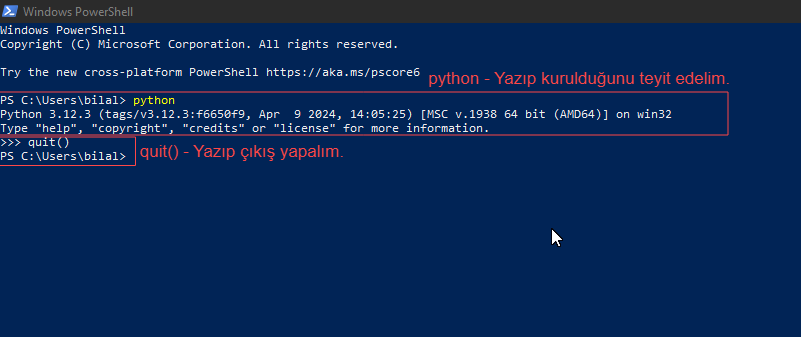 Windows PowerShell
Windows PowerShell
Copyright (C) Microsoft Corporation. All rights reserved.
Try the new cross-platform PowerShell https://aka.ms/pscore6
python - Yazıp kurulduğunu teyit edelim.
PS C:\Users\bilal> python
Python 3.12.3 (tags/v3.12.3:f6650f9, Apr  9 2024, 14:05:25) [MSC v.1938 64 bit (AMD64)] on win32
Type "help", "copyright", "credits" or "license" for more information.
>>> quit()
PS C:\Users\bilal>
quit() - Yazıp çıkış yapalım.